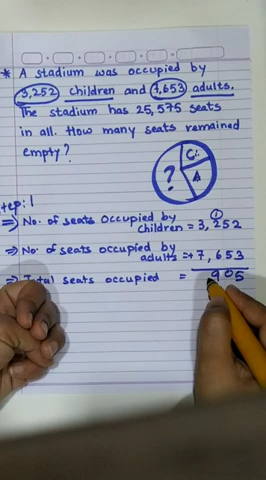 * A stadium was occupied by
3,252 children and 7,653 adults.
The stadium has 25,575 seats
in all. How many seats remained
empty?
? C: A
tep: 1
⇒ No. of seats Occupied by
children = 3,252
1
⇒ No. of seats occupied by
adults = + 7,653
⇒ Total seats occupied = 905